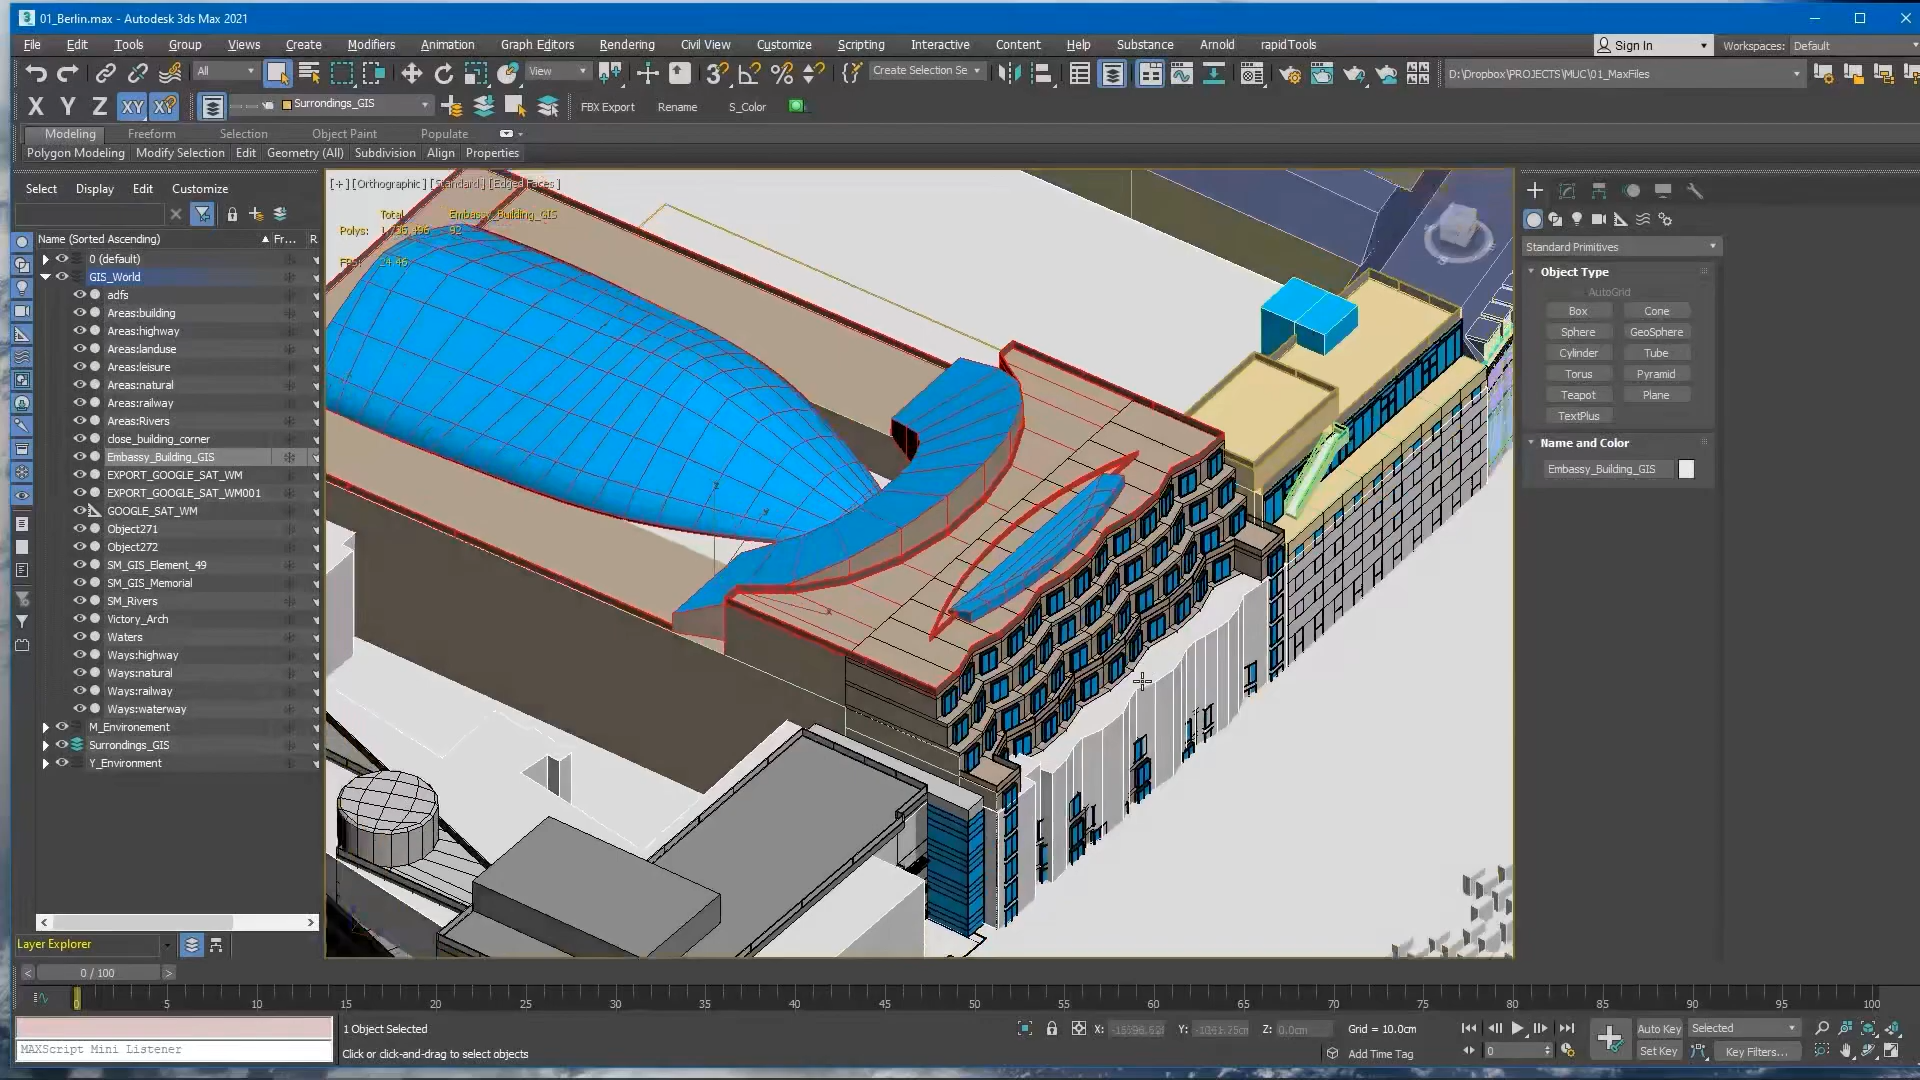 01_Berlin.max - Autodesk 3ds Max 2021
File Edit Tools Group Views Create Modifiers Animation Graph Editors Rendering Civil View Customize Scripting Interactive Content Help Substance Arnold rapidTools
Sign In
Workspaces: Default
All
View
Create Selection Se
D:\Dropbox\PROJECTS\MUC\01_MaxFiles
X Y Z XY XY
Surrondings_GIS
FBX Export Rename S_Color
Modeling Freeform Selection Object Paint Populate
Polygon Modeling Modify Selection Edit Geometry (All) Subdivision Align Properties
Select Display Edit Customize
[+] [Orthographic] [Standard] [Edged Faces]
Total Embassy_Building_GIS
Polys: 92
Name (Sorted Ascending) Fr... R
0 (default)
GIS_World
adfs
Areas:building
Areas:highway
Areas:landuse
Areas:leisure
Areas:natural
Areas:railway
Areas:Rivers
close_building_corner
Embassy_Building_GIS
EXPORT_GOOGLE_SAT_WM
EXPORT_GOOGLE_SAT_WM001
GOOGLE_SAT_WM
Object271
Object272
SM_GIS_Element_49
SM_GIS_Memorial
SM_Rivers
Victory_Arch
Waters
Ways:highway
Ways:natural
Ways:railway
Ways:waterway
M_Environement
Surrondings_GIS
Y_Environment
Standard Primitives
Object Type
AutoGrid
Box Cone
Sphere GeoSphere
Cylinder Tube
Torus Pyramid
Teapot Plane
TextPlus
Name and Color
Embassy_Building_GIS
Layer Explorer
0 / 100
0 5 10 15 20 25 30 35 40 45 50 55 60 65 70 75 80 85 90 95 100
1 Object Selected
X: Y: Z: 0.0cm Grid = 10.0cm
Auto Key Selected
MAXScript Mini Listener
Click or click-and-drag to select objects
Add Time Tag
0
Set Key Key Filters...